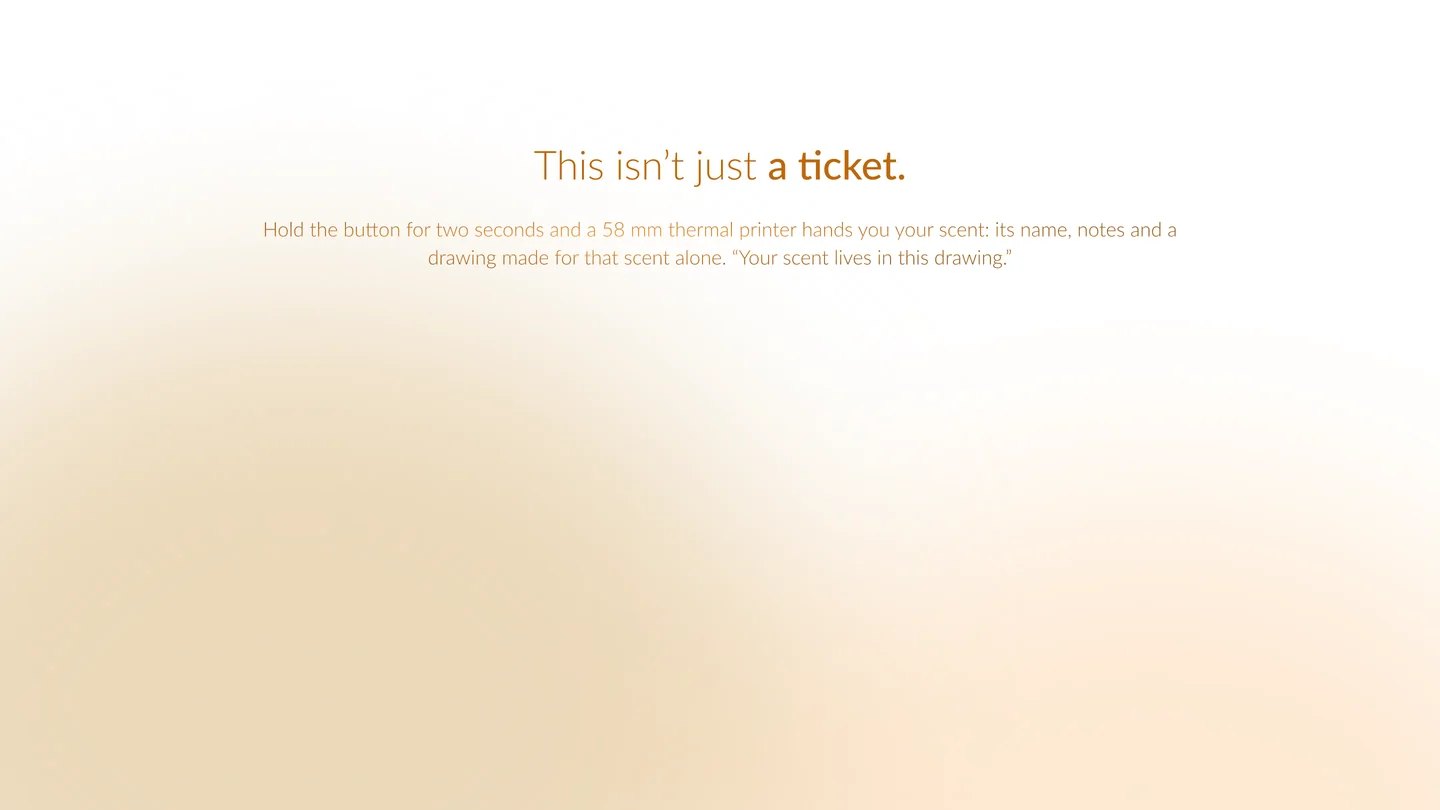 This isn’t just a ticket.
Hold the button for two seconds and a 58 mm thermal printer hands you your scent: its name, notes and a
drawing made for that scent alone. “Your scent lives in this drawing.”